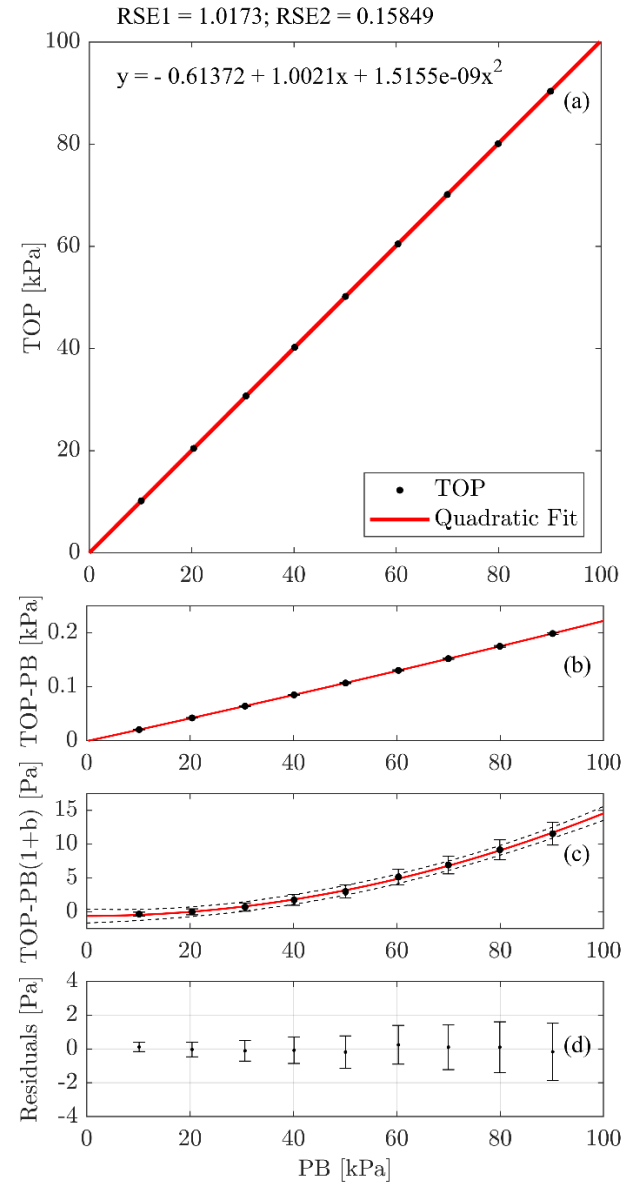 RSE1 = 1.0173; RSE2 = 0.15849
y = - 0.61372 + 1.0021x + 1.5155e-09x²
(a)
TOP [kPa]
100
80
60
40
20
0
TOP
Quadratic Fit
0 20 40 60 80 100
TOP-PB [kPa]
0.2
0.1
0
(b)
0 20 40 60 80 100
TOP-PB(1+b) [Pa]
15
10
5
0
(c)
0 20 40 60 80 100
Residuals [Pa]
4
2
0
-2
-4
(d)
0 20 40 60 80 100
PB [kPa]